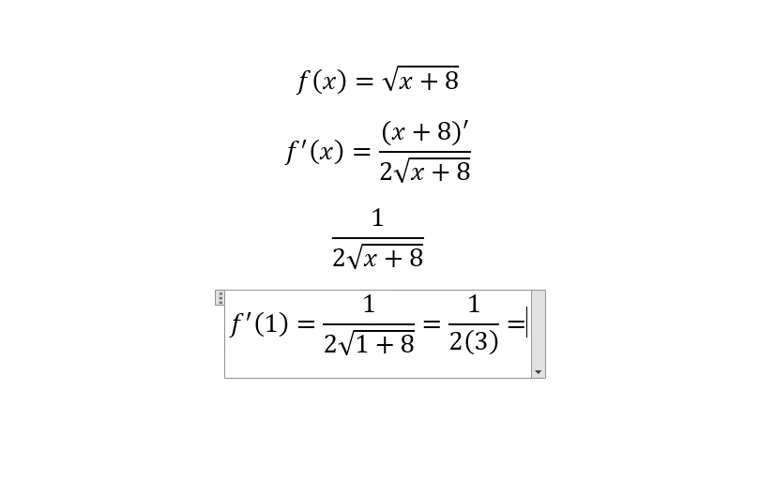 f(x) = √(x + 8)
f′(x) = (x + 8)′ / 2√(x + 8)
1 / 2√(x + 8)
f′(1) = 1 / 2√(1 + 8) = 1 / 2(3) =